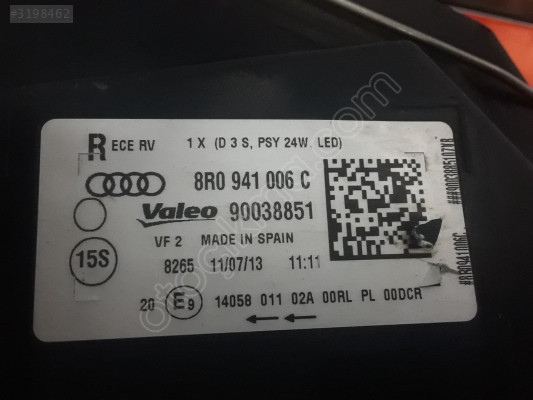 #3198462
R ECE RV 1 X (D 3 S, PSY 24W, LED)
8R0 941 006 C
Valeo 90038851
VF 2 MADE IN SPAIN
15S
8265 11/07/13 11:11
20 E9 14058 011 02A 00RL PL 00DCR
#8R0941006C